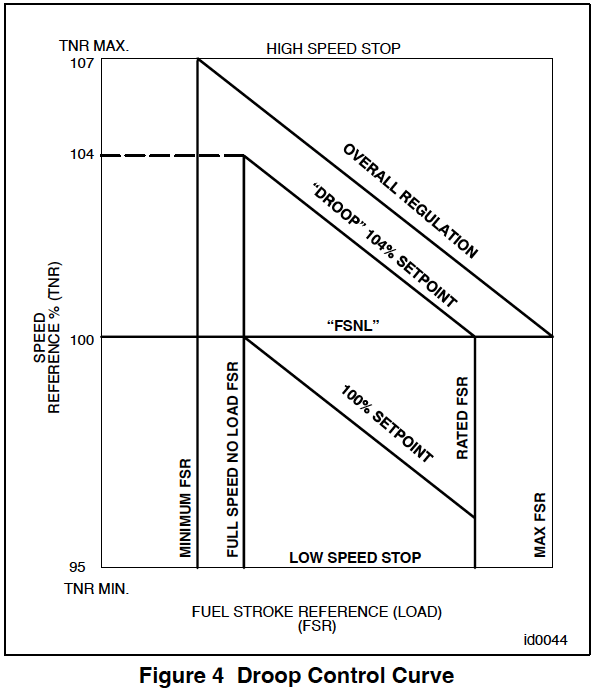 TNR MAX.
HIGH SPEED STOP
107
104
100
95
TNR MIN.
SPEED
REFERENCE % (TNR)
OVERALL REGULATION
“DROOP” 104% SETPOINT
“FSNL”
100% SETPOINT
MINIMUM FSR
FULL SPEED NO LOAD FSR
RATED FSR
MAX FSR
LOW SPEED STOP
FUEL STROKE REFERENCE (LOAD)
(FSR)
id0044
Figure 4 Droop Control Curve